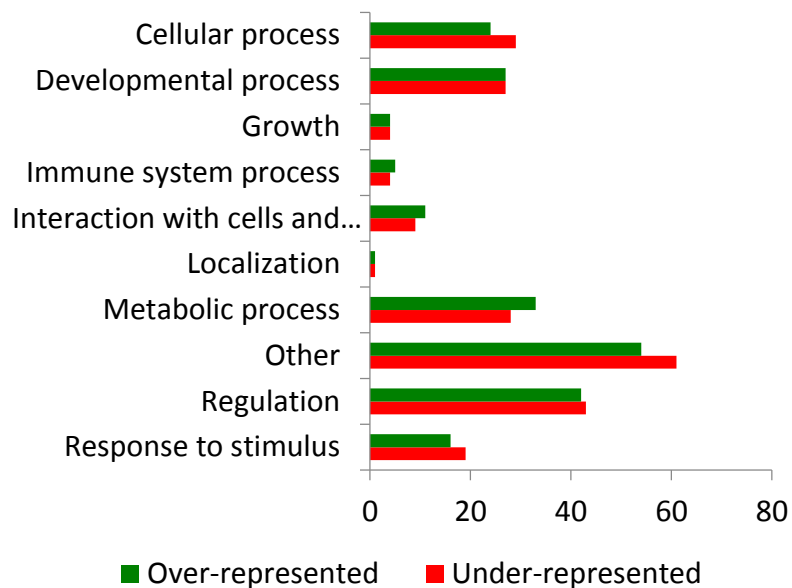 Cellular process
Developmental process
Growth
Immune system process
Interaction with cells and…
Localization
Metabolic process
Other
Regulation
Response to stimulus
0 20 40 60 80
Over-represented Under-represented